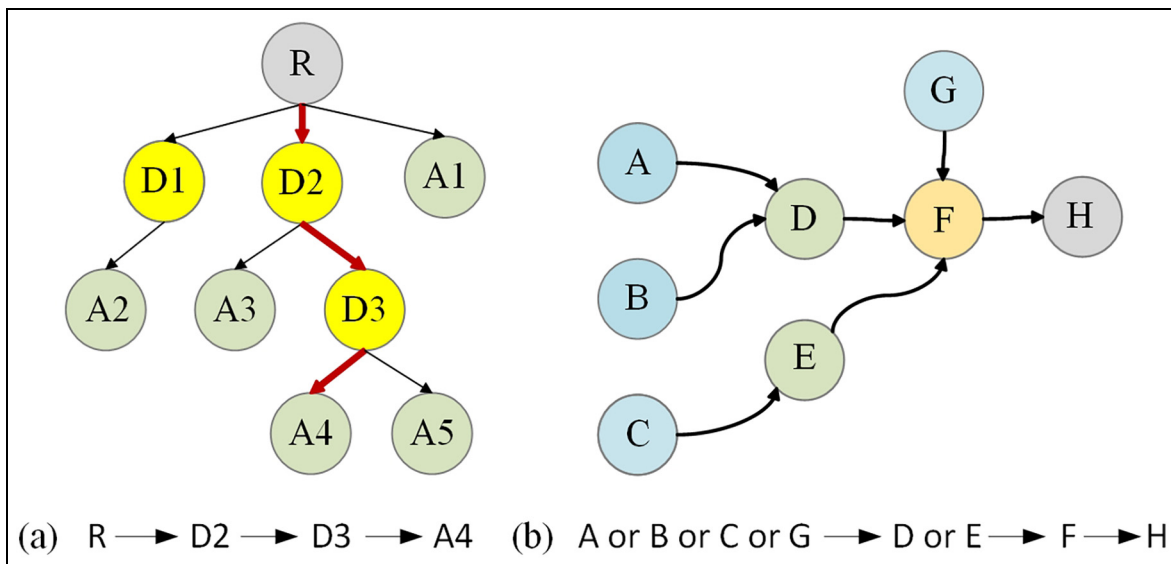 R
D1
D2
A1
A2
A3
D3
A4
A5
G
A
D
F
H
B
E
C
(a) R → D2 → D3 → A4
(b) A or B or C or G → D or E → F → H